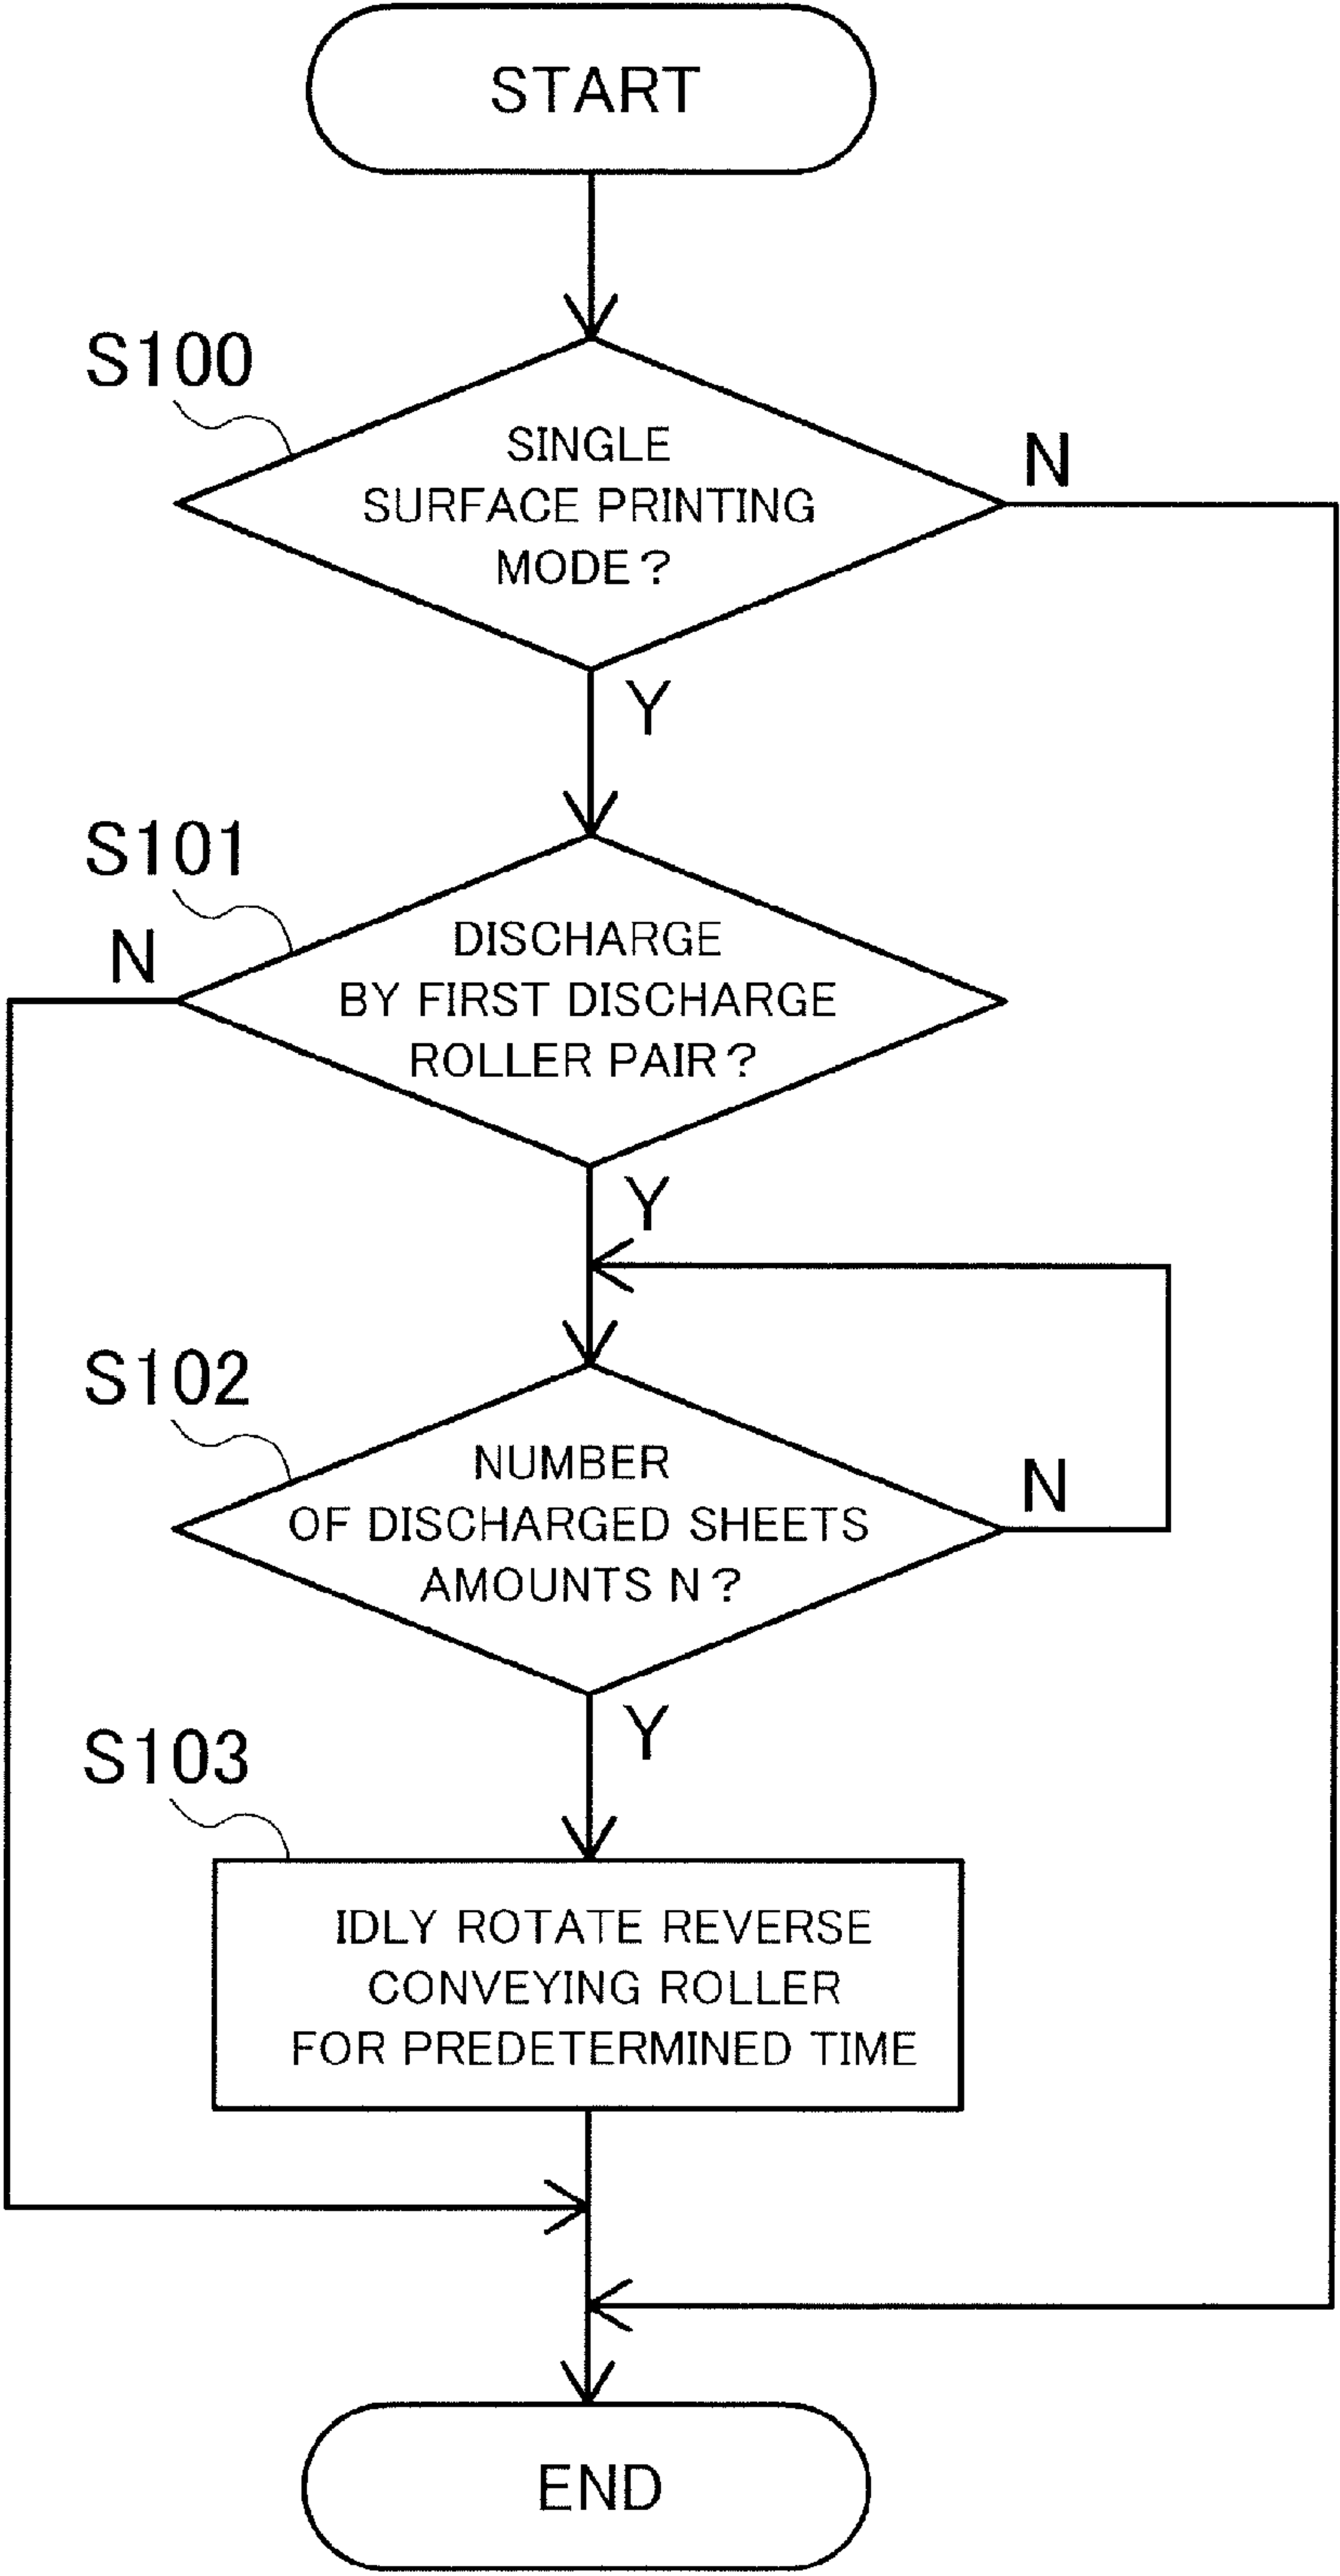 START
S100
SINGLE
SURFACE PRINTING
MODE?
N
Y
S101
N
DISCHARGE
BY FIRST DISCHARGE
ROLLER PAIR?
Y
S102
NUMBER
OF DISCHARGED SHEETS
AMOUNTS N?
N
Y
S103
IDLY ROTATE REVERSE
CONVEYING ROLLER
FOR PREDETERMINED TIME
END